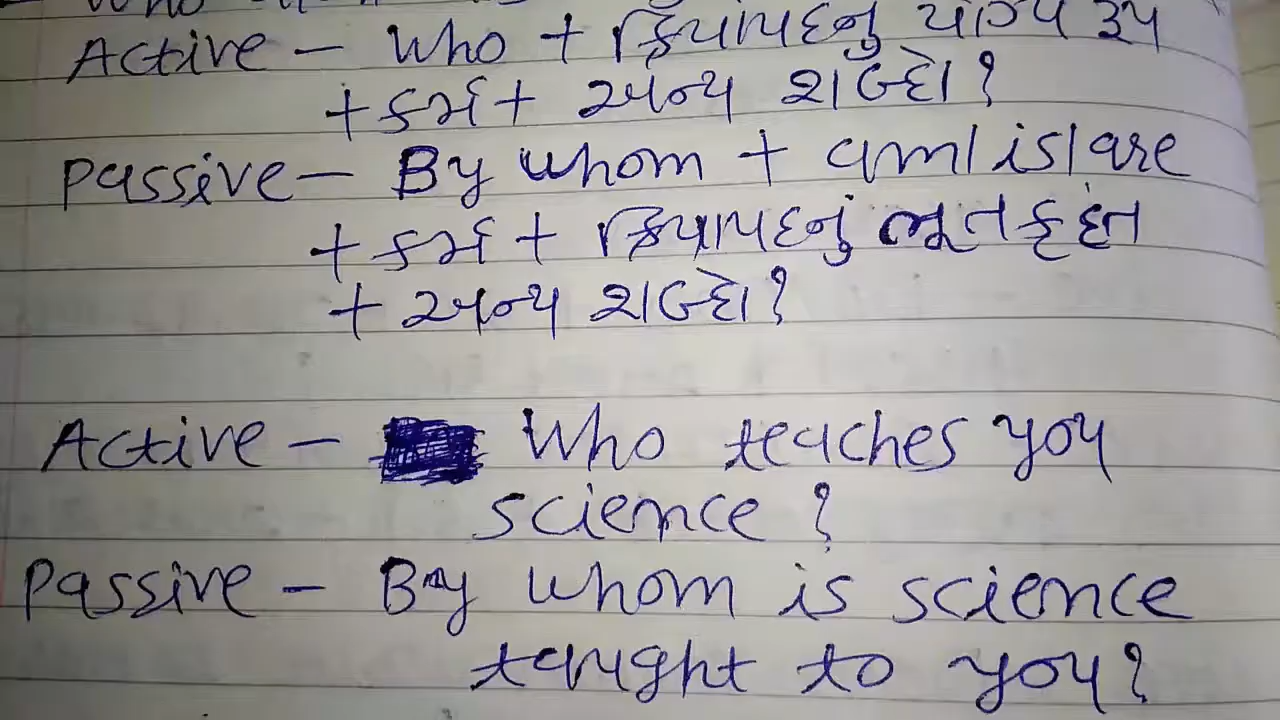 Who
Active - Who + ક્રિયાપદનું યોગ્ય રૂપ
+ કર્મ + અન્ય શબ્દો?
Passive - By whom + am/is/are
+ કર્મ + ક્રિયાપદનું ભૂતકૃદંત
+ અન્ય શબ્દો?
Active - Who teaches you
science?
Passive - By whom is science
taught to you?